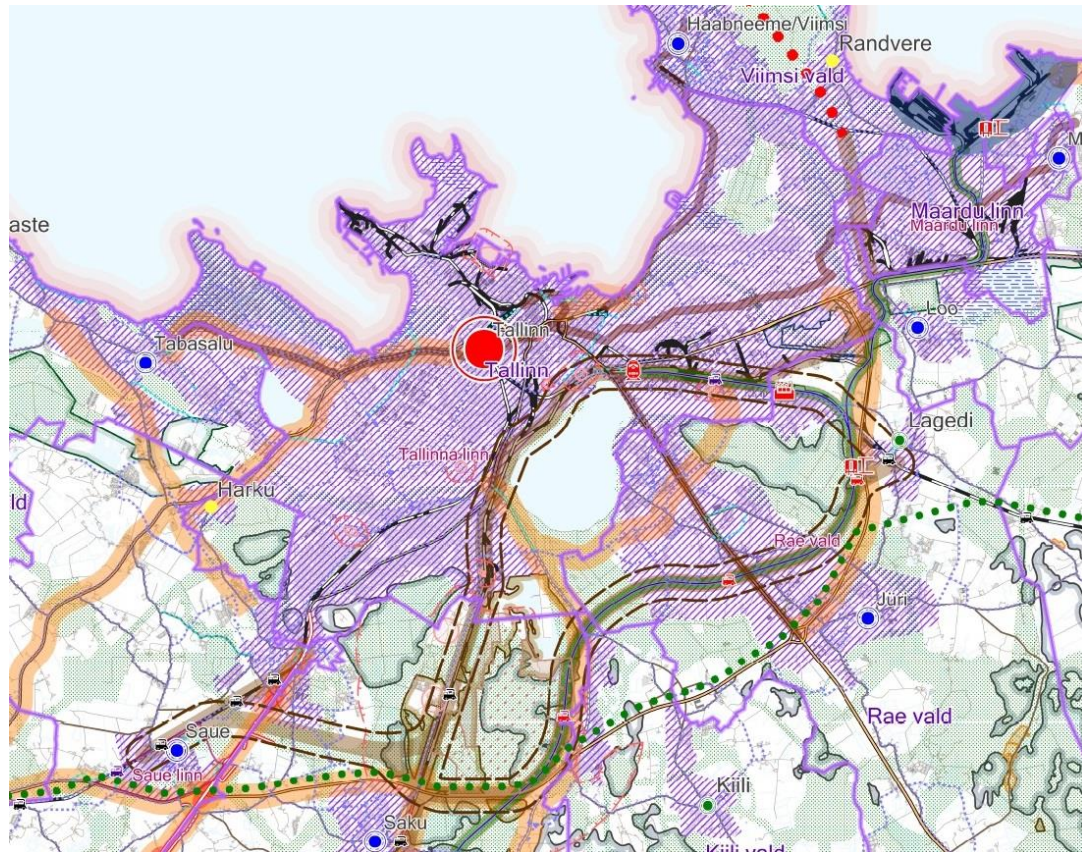 Haabneeme/Viimsi
Randvere
Viimsi vald
M
aaste
Maardu linn
Maardu linn
Loo
Tallinn
Tabasalu
Tallinn
Lagedi
Tallinna linn
Harku
ld
Rae vald
Jüri
Rae vald
Saue
Saue linn
Kiili
Saku
Kiili vald